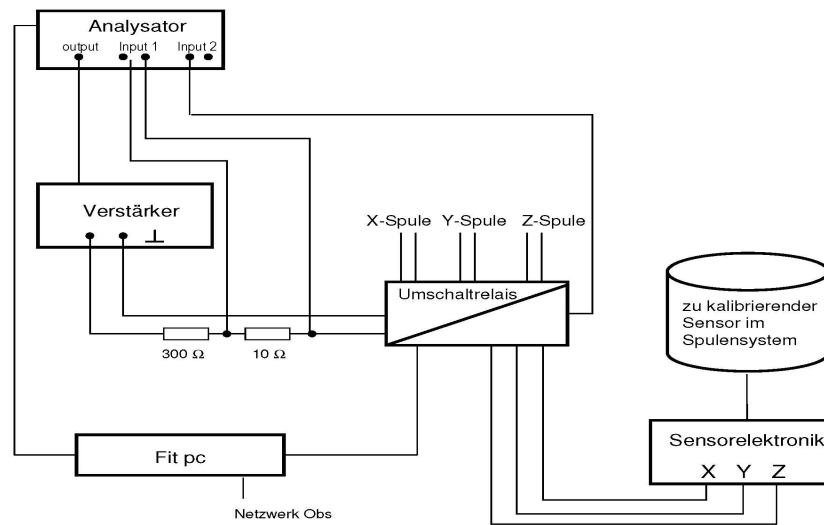 Analysator
output Input 1 Input 2
Verstärker
X-Spule Y-Spule Z-Spule
Umschaltrelais
300 Ω 10 Ω
zu kalibrierender
Sensor im
Spulensystem
Sensorelektronik
X Y Z
Fit pc
Netzwerk Obs